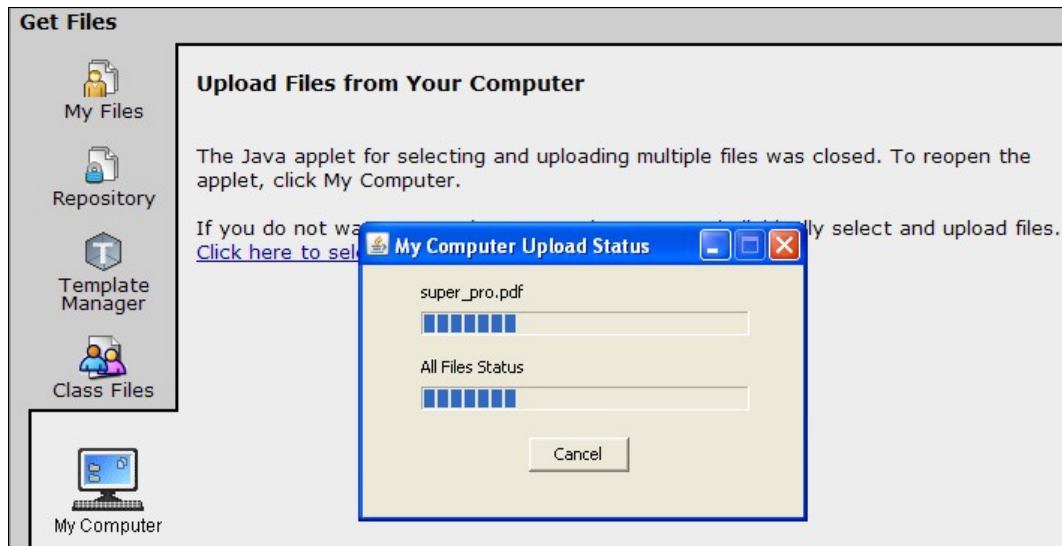 Get Files
My Files
Repository
Template
Manager
Class Files
My Computer
Upload Files from Your Computer
The Java applet for selecting and uploading multiple files was closed. To reopen the
applet, click My Computer.
If you do not lly select and upload files.
Click here to
My Computer Upload Status
super_pro.pdf
All Files Status
Cancel